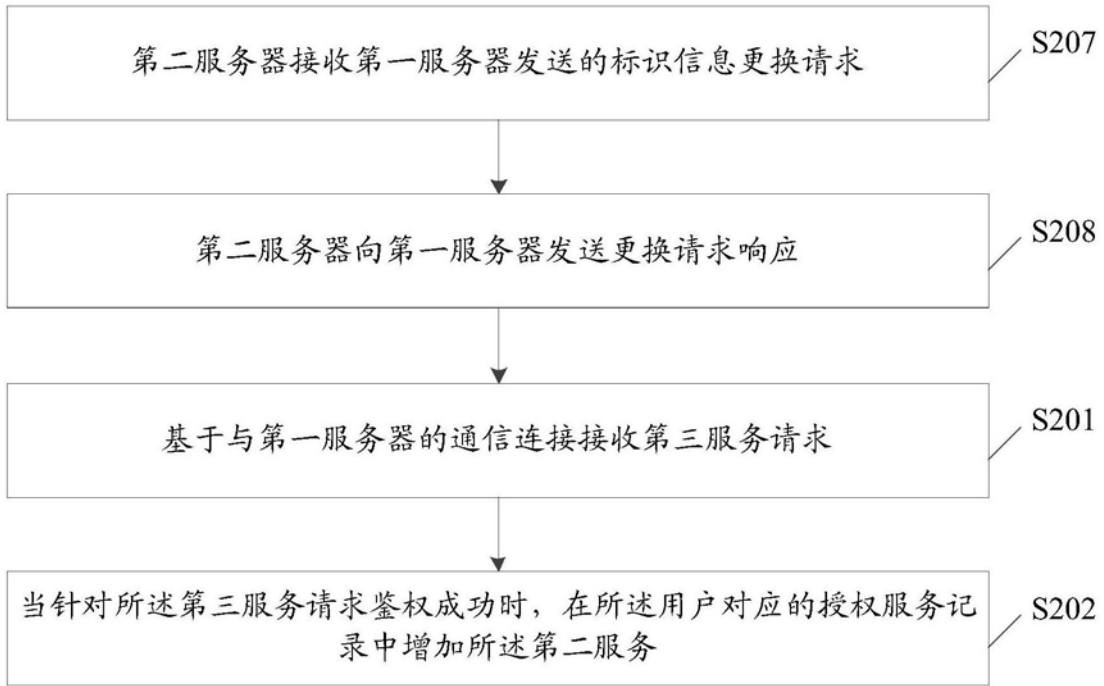 第二服务器接收第一服务器发送的标识信息更换请求
S207
第二服务器向第一服务器发送更换请求响应
S208
基于与第一服务器的通信连接接收第三服务请求
S201
当针对所述第三服务请求鉴权成功时，在所述用户对应的授权服务记
录中增加所述第二服务
S202